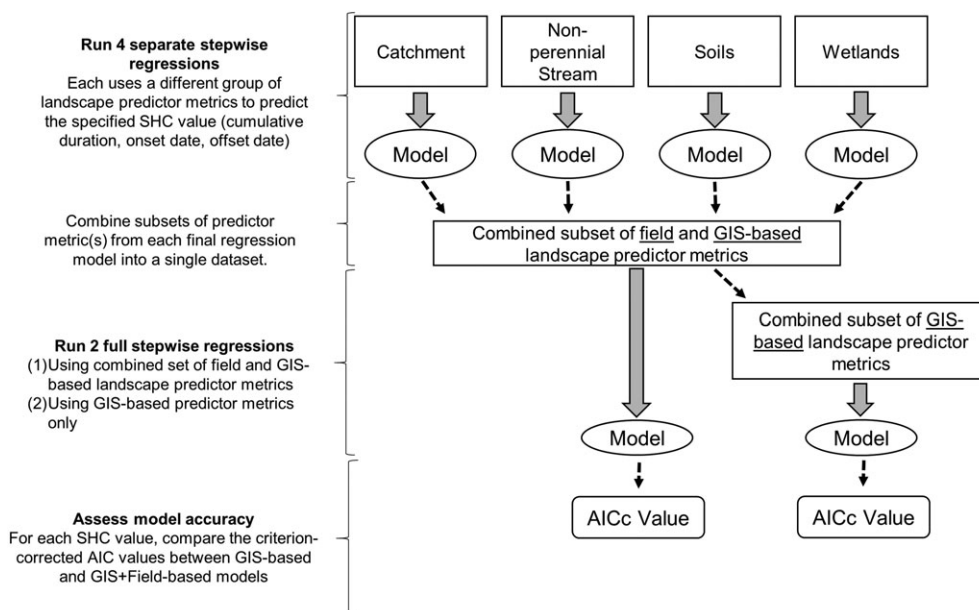 Run 4 separate stepwise
regressions
Each uses a different group of
landscape predictor metrics to predict
the specified SHC value (cumulative
duration, onset date, offset date)
Catchment
Non-
perennial
Stream
Soils
Wetlands
Model
Model
Model
Model
Combine subsets of predictor
metric(s) from each final regression
model into a single dataset.
Combined subset of field and GIS-based
landscape predictor metrics
Combined subset of GIS-
based landscape predictor
metrics
Run 2 full stepwise regressions
(1)Using combined set of field and GIS-
based landscape predictor metrics
(2)Using GIS-based predictor metrics
only
Model
Model
Assess model accuracy
For each SHC value, compare the criterion-
corrected AIC values between GIS-based
and GIS+Field-based models
AICc Value
AICc Value